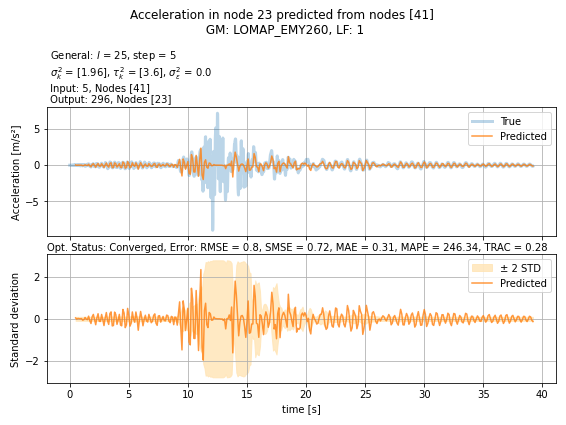 Acceleration in node 23 predicted from nodes [41]
GM: LOMAP_EMY260, LF: 1
General: l = 25, step = 5
σ²ₖ = [1.96], τ²ₖ = [3.6], σ²ε = 0.0
Input: 5, Nodes [41]
Output: 296, Nodes [23]
Acceleration [m/s²]
5
0
−5
True
Predicted
Opt. Status: Converged, Error: RMSE = 0.8, SMSE = 0.72, MAE = 0.31, MAPE = 246.34, TRAC = 0.28
Standard deviation
2
0
−2
± 2 STD
Predicted
0 5 10 15 20 25 30 35 40
time [s]